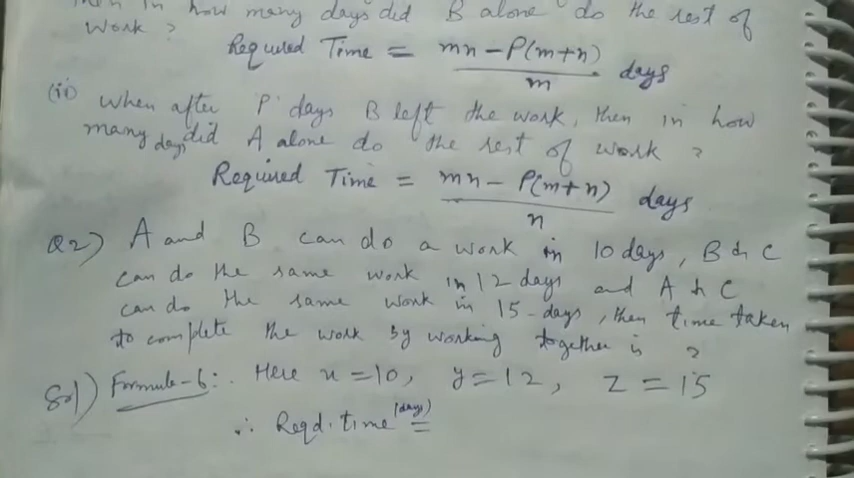 in how many days did B alone do the rest of
work ?
Required Time = mn – P(m+n) / m days
(ii) When after P days B left the work, then in how
many days did A alone do the rest of work ?
Required Time = mn – P(m+n) / n days
Q2) A and B can do a work in 10 days, B & C
can do the same work in 12 days and A & C
can do the same work in 15 days, then time taken
to complete the work by working together is ?
Sol) Formula-6:. Here x=10, y=12, z=15
∴ Reqd. time (days) =